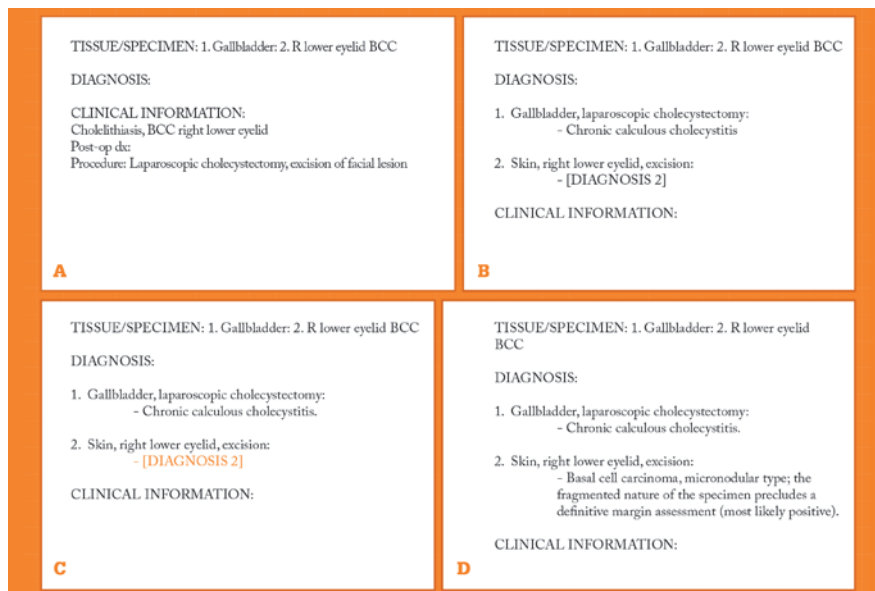 TISSUE/SPECIMEN: 1. Gallbladder: 2. R lower eyelid BCC
DIAGNOSIS:
CLINICAL INFORMATION:
Cholelithiasis, BCC right lower eyelid
Post-op dx:
Procedure: Laparoscopic cholecystectomy, excision of facial lesion
A
TISSUE/SPECIMEN: 1. Gallbladder: 2. R lower eyelid BCC
DIAGNOSIS:
1. Gallbladder, laparoscopic cholecystectomy:
- Chronic calculous cholecystitis
2. Skin, right lower eyelid, excision:
- [DIAGNOSIS 2]
CLINICAL INFORMATION:
B
TISSUE/SPECIMEN: 1. Gallbladder: 2. R lower eyelid BCC
DIAGNOSIS:
1. Gallbladder, laparoscopic cholecystectomy:
- Chronic calculous cholecystitis.
2. Skin, right lower eyelid, excision:
- [DIAGNOSIS 2]
CLINICAL INFORMATION:
C
TISSUE/SPECIMEN: 1. Gallbladder: 2. R lower eyelid
BCC
DIAGNOSIS:
1. Gallbladder, laparoscopic cholecystectomy:
- Chronic calculous cholecystitis.
2. Skin, right lower eyelid, excision:
- Basal cell carcinoma, micronodular type; the
fragmented nature of the specimen precludes a
definitive margin assessment (most likely positive).
CLINICAL INFORMATION:
D